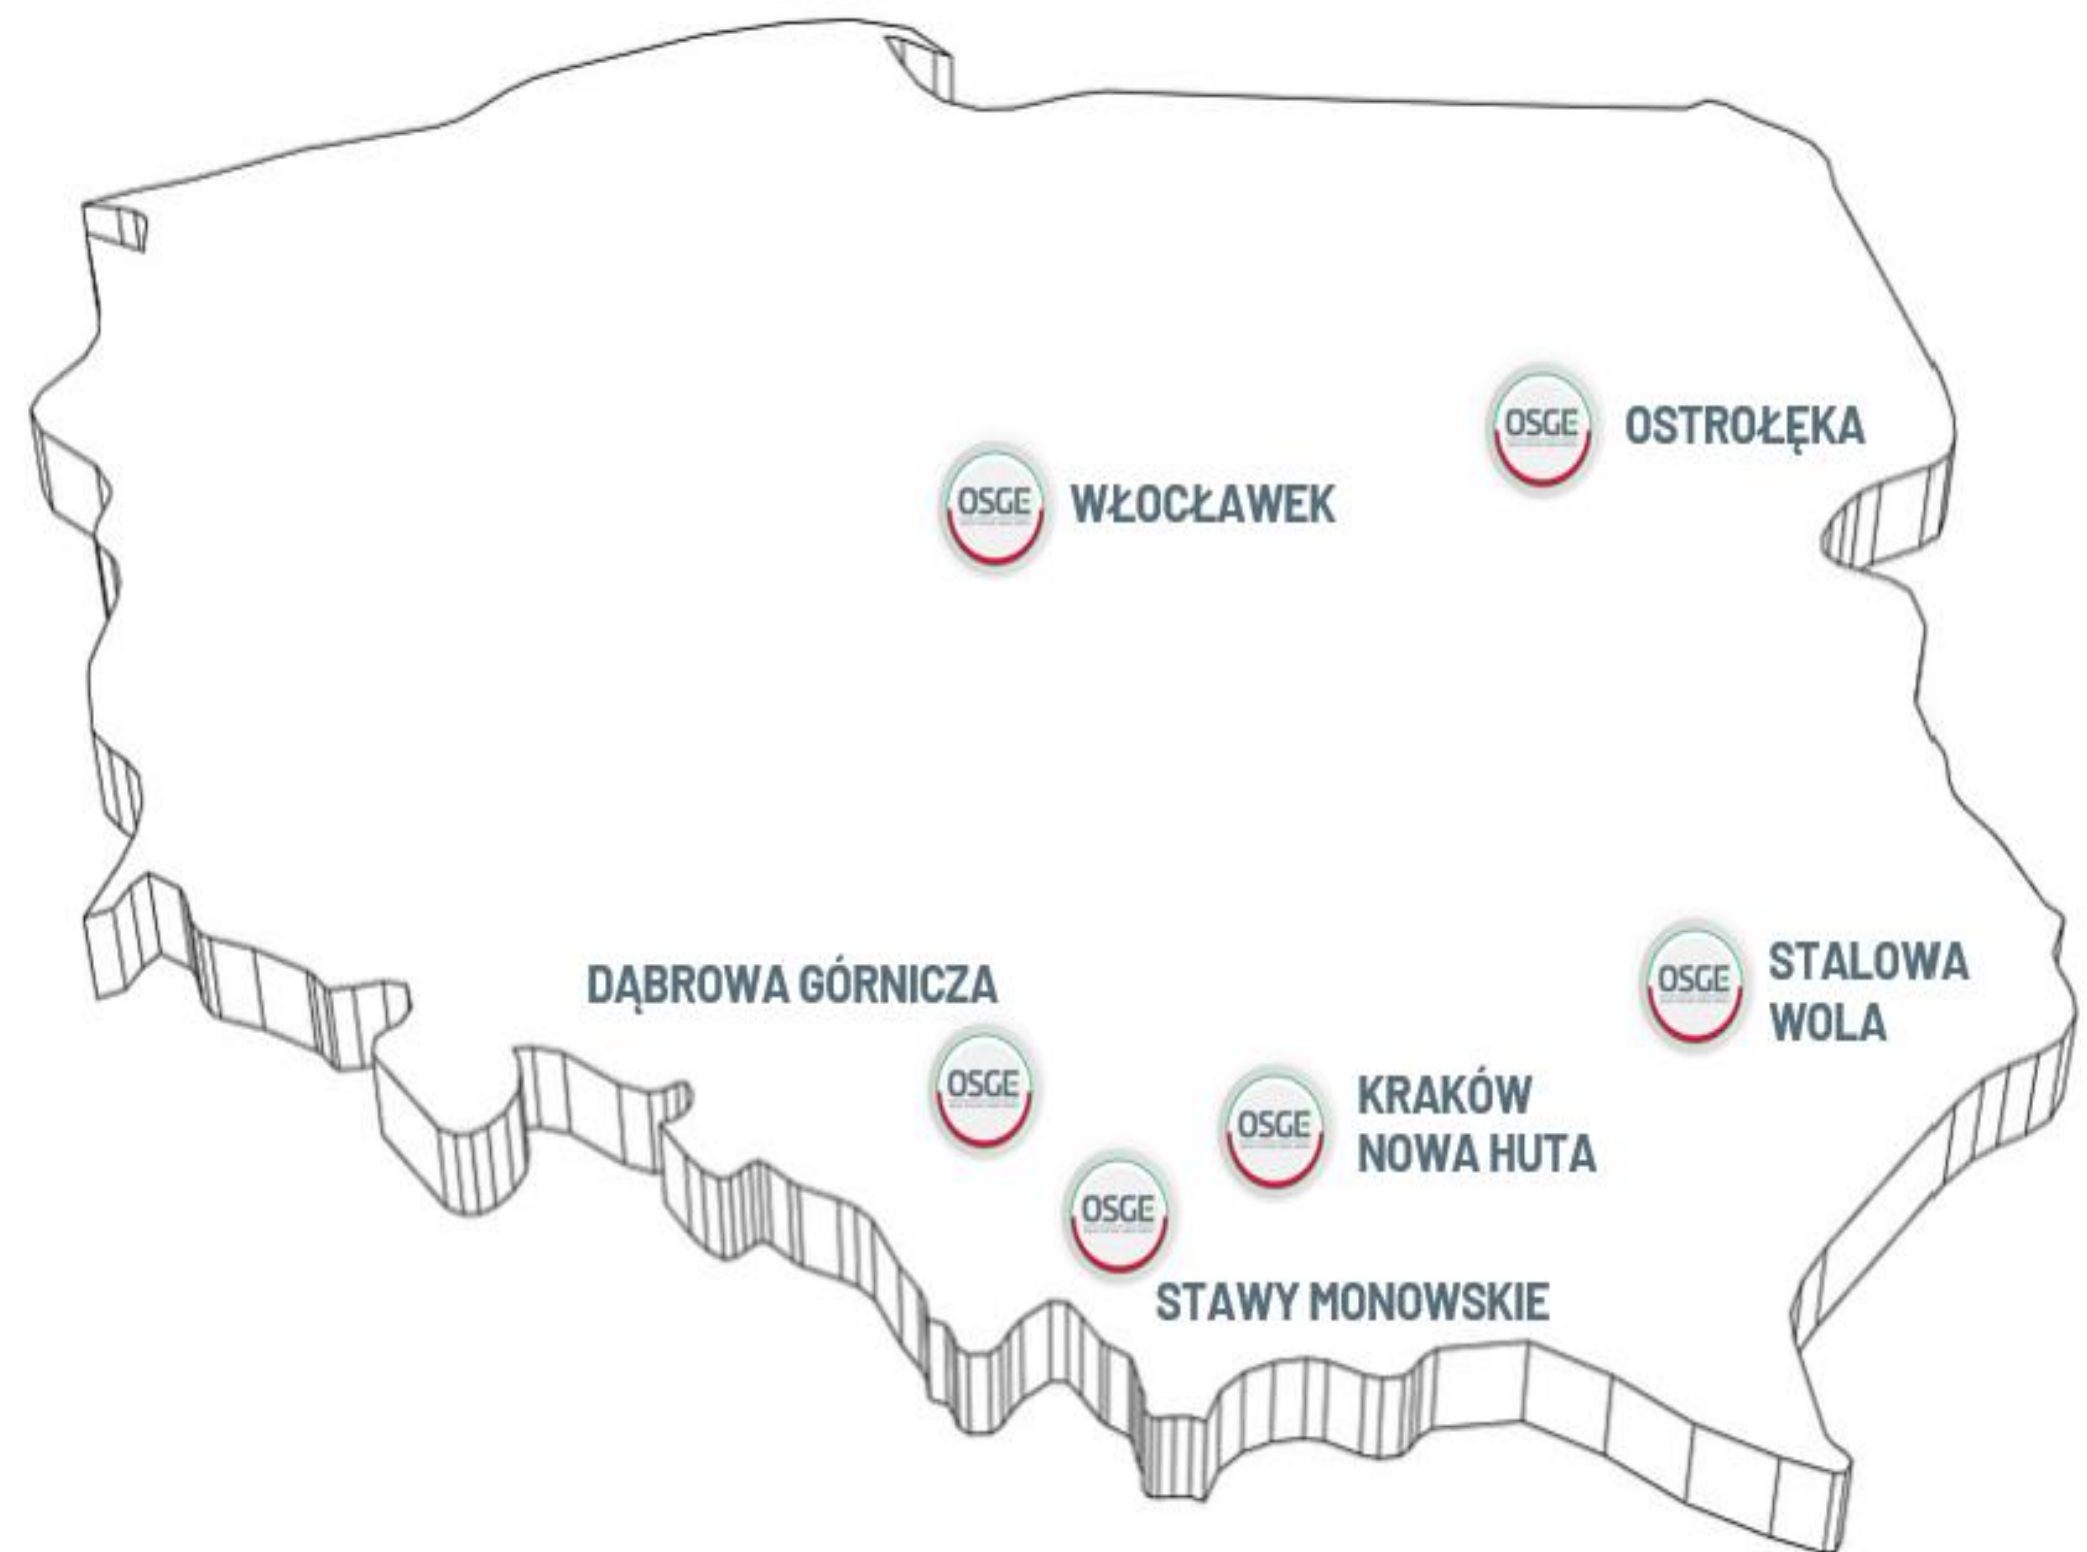 OSGE
OSTROŁĘKA
OSGE
WŁOCŁAWEK
OSGE
STALOWA
WOLA
DĄBROWA GÓRNICZA
OSGE
OSGE
KRAKÓW
NOWA HUTA
OSGE
STAWY MONOWSKIE